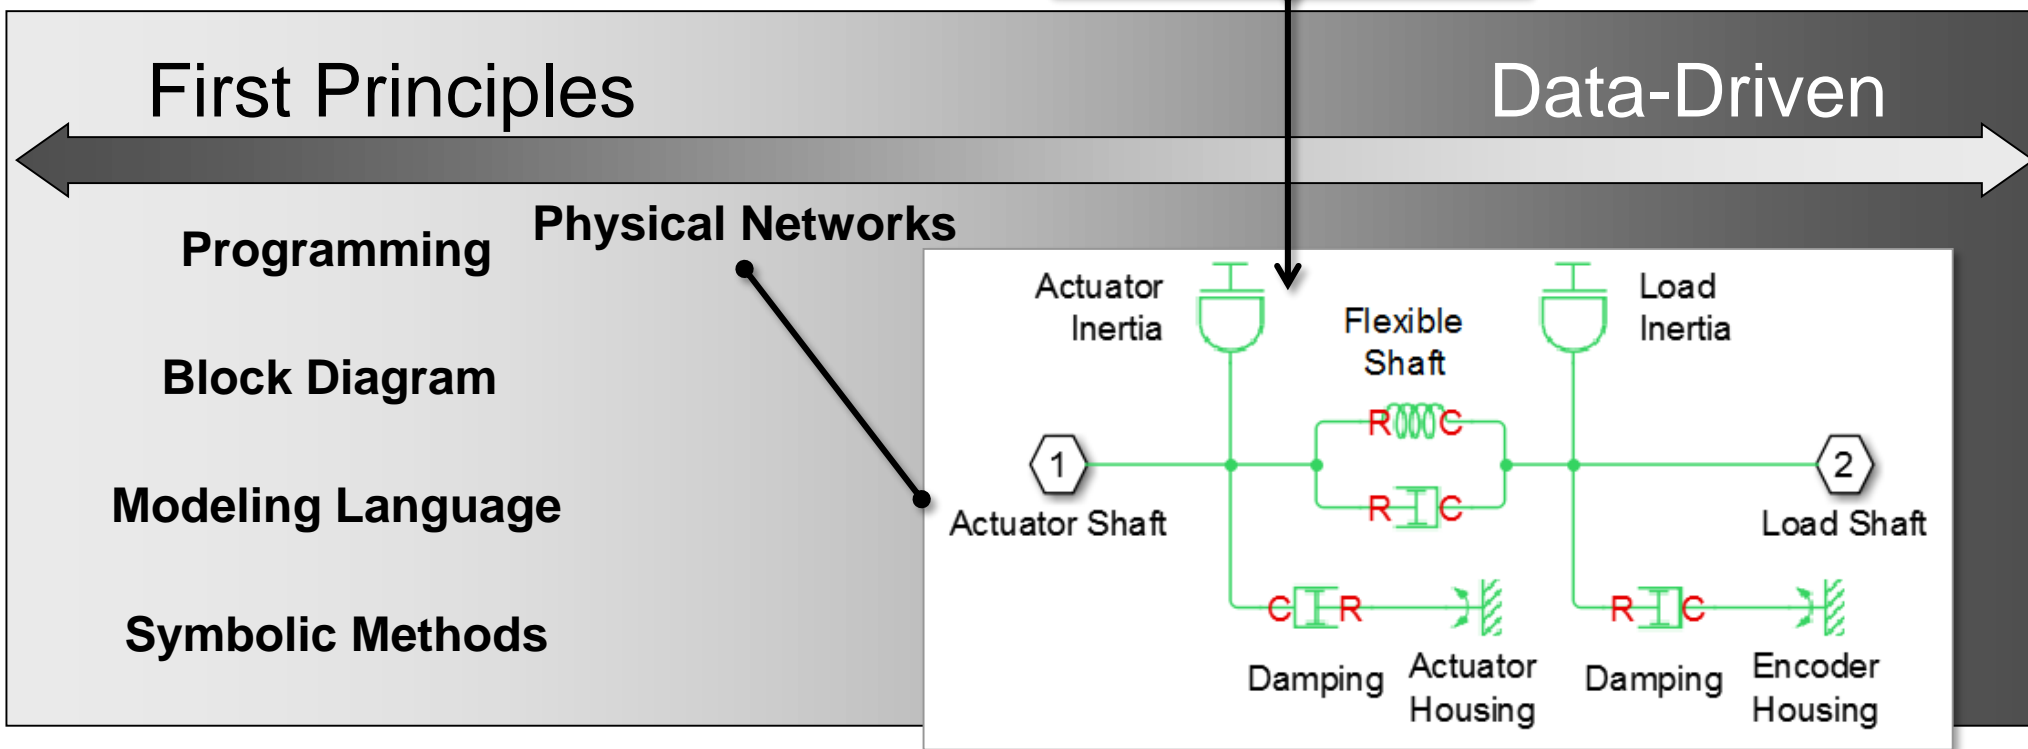 First Principles
Data-Driven
Programming
Physical Networks
Block Diagram
Modeling Language
Symbolic Methods
Actuator
Inertia
Flexible
Shaft
Load
Inertia
R C
1
2
R C
Actuator Shaft
Load Shaft
C R
R C
Damping
Actuator
Housing
Damping
Encoder
Housing